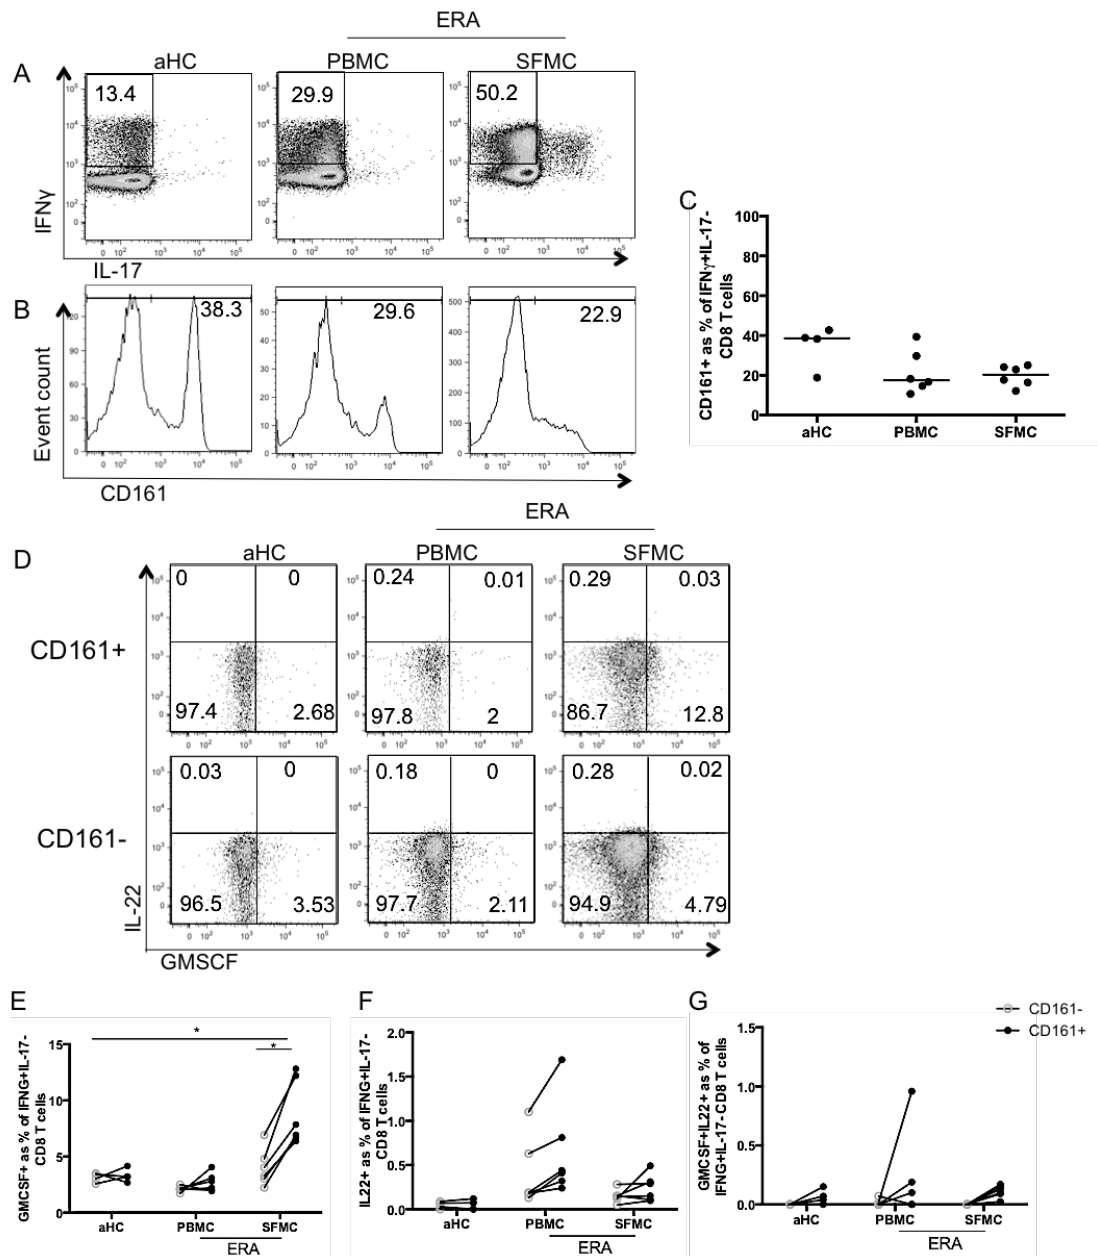 ERA
A
aHC PBMC SFMC
13.4 29.9 50.2
IFNγ
IL-17
B
38.3 29.6 22.9
Event count
CD161
C
CD161+ as % of IFNγ+IL-17-
CD8 T cells
100
80
60
40
20
0
aHC PBMC SFMC
ERA
D
aHC PBMC SFMC
CD161+
0 0 0.24 0.01 0.29 0.03
97.4 2.68 97.8 2 86.7 12.8
CD161-
0.03 0 0.18 0 0.28 0.02
96.5 3.53 97.7 2.11 94.9 4.79
IL-22
GMSCF
E
GMCSF+ as % of IFNG+IL-17-
CD8 T cells
15
10
5
0
aHC PBMC SFMC
ERA
* 
*
F
IL22+ as % of IFNG+IL-17-
CD8 T cells
2.0
1.5
1.0
0.5
0.0
aHC PBMC SFMC
ERA
G
CD161-
CD161+
GMCSF+IL22+ as % of
IFNG+IL-17- CD8 T cells
1.5
1.0
0.5
0.0
aHC PBMC SFMC
ERA